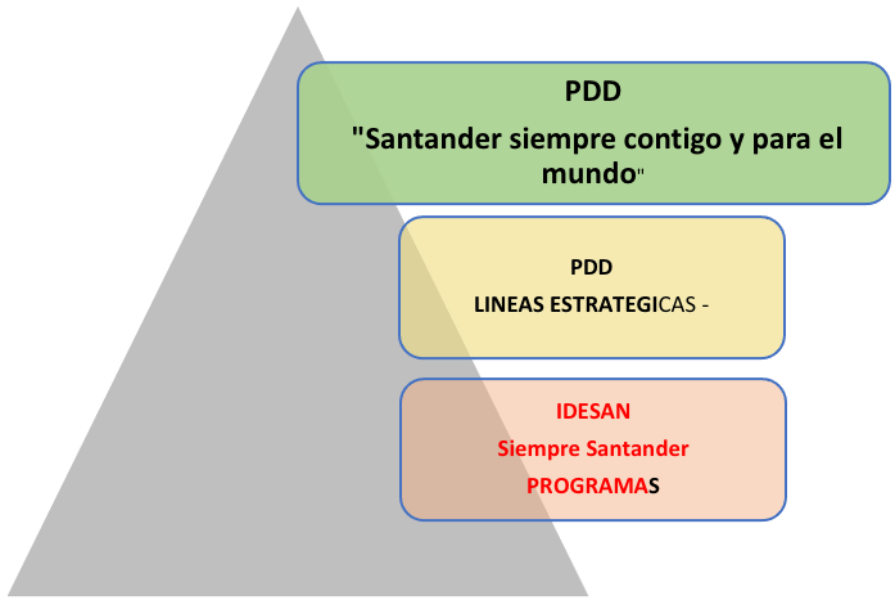 PDD
"Santander siempre contigo y para el
mundo"
PDD
LINEAS ESTRATEGICAS -
IDESAN
Siempre Santander
PROGRAMAS